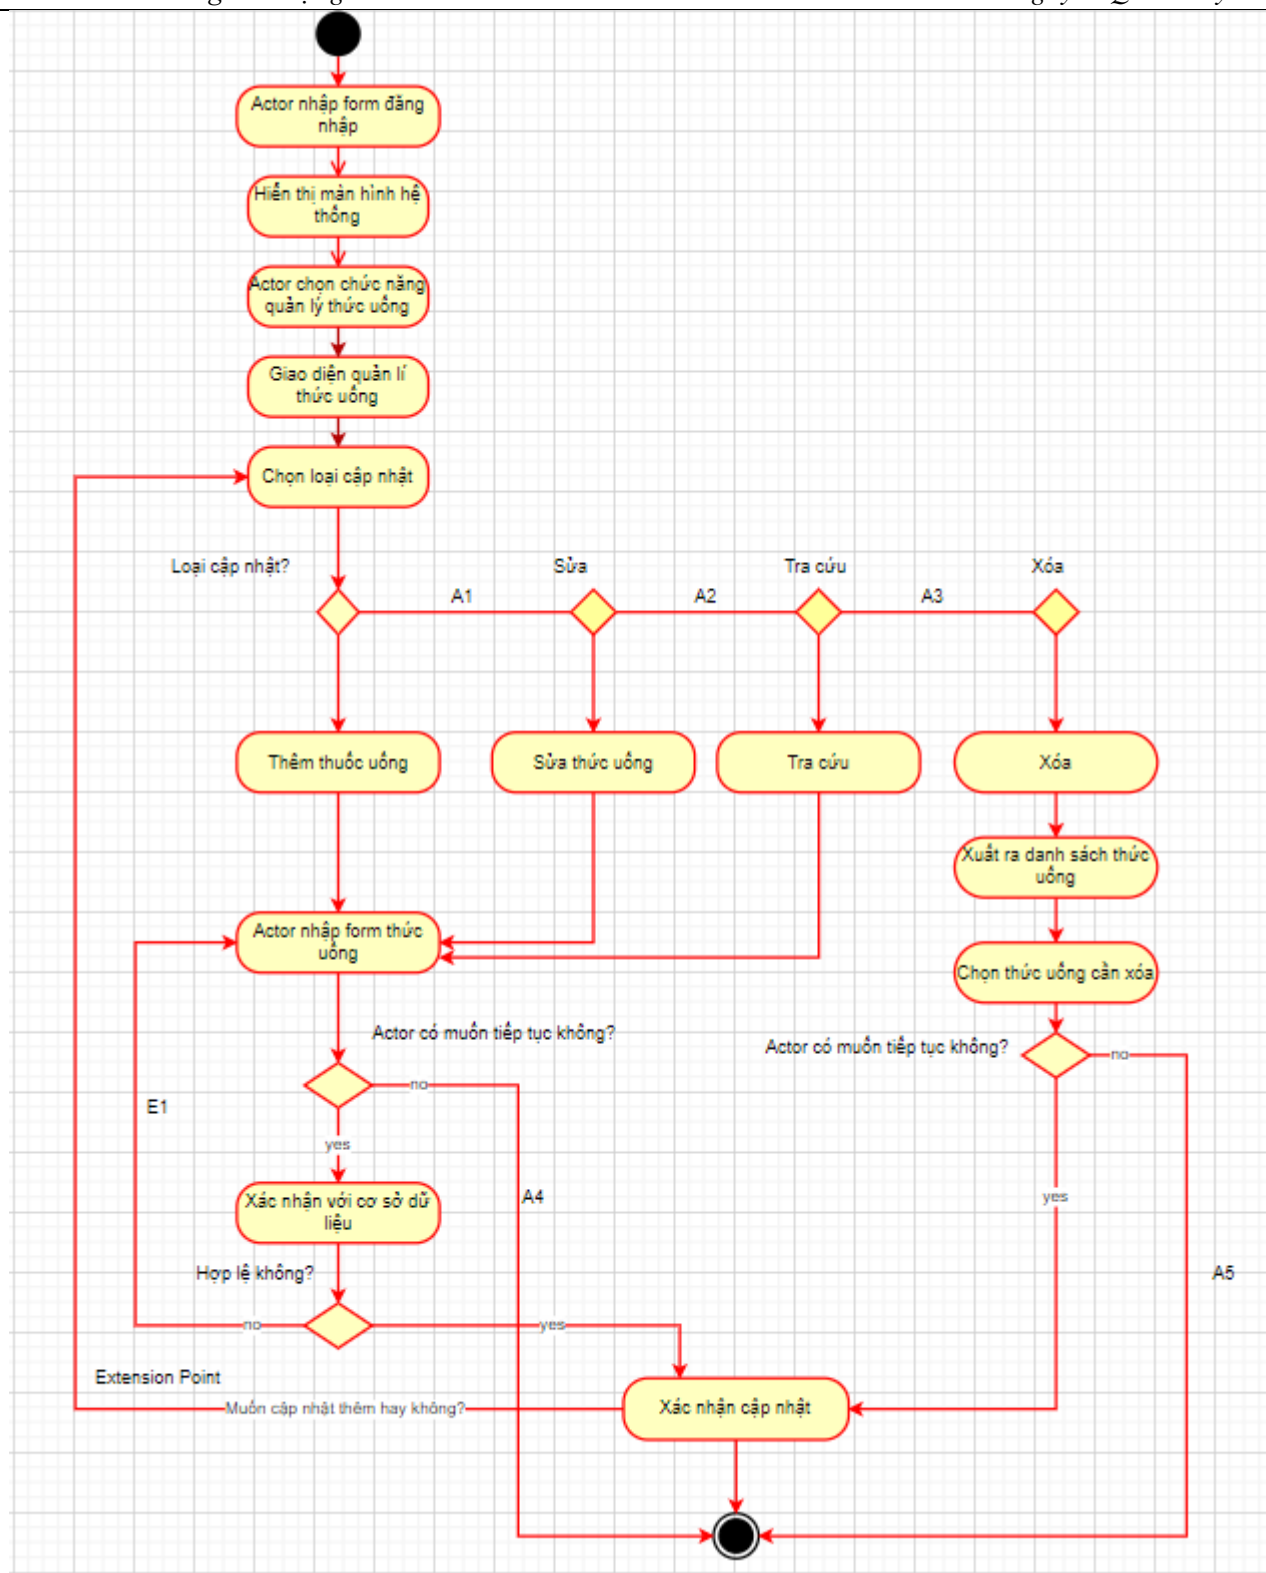 Actor nhập form đăng
nhập
Hiển thị màn hình hệ
thống
Actor chọn chức năng
quản lý thức uống
Giao diện quản lí
thức uống
Chọn loại cập nhật
Loại cập nhật?
Sửa
Tra cứu
Xóa
A1
A2
A3
Thêm thuốc uống
Sửa thức uống
Tra cứu
Xóa
Xuất ra danh sách thức
uống
Actor nhập form thức
uống
Chọn thức uống cần xóa
Actor có muốn tiếp tục không?
Actor có muốn tiếp tục không?
no
no
E1
yes
Xác nhận với cơ sở dữ
liệu
A4
yes
Hợp lệ không?
A5
no
yes
Extension Point
Muốn cập nhật thêm hay không?
Xác nhận cập nhật